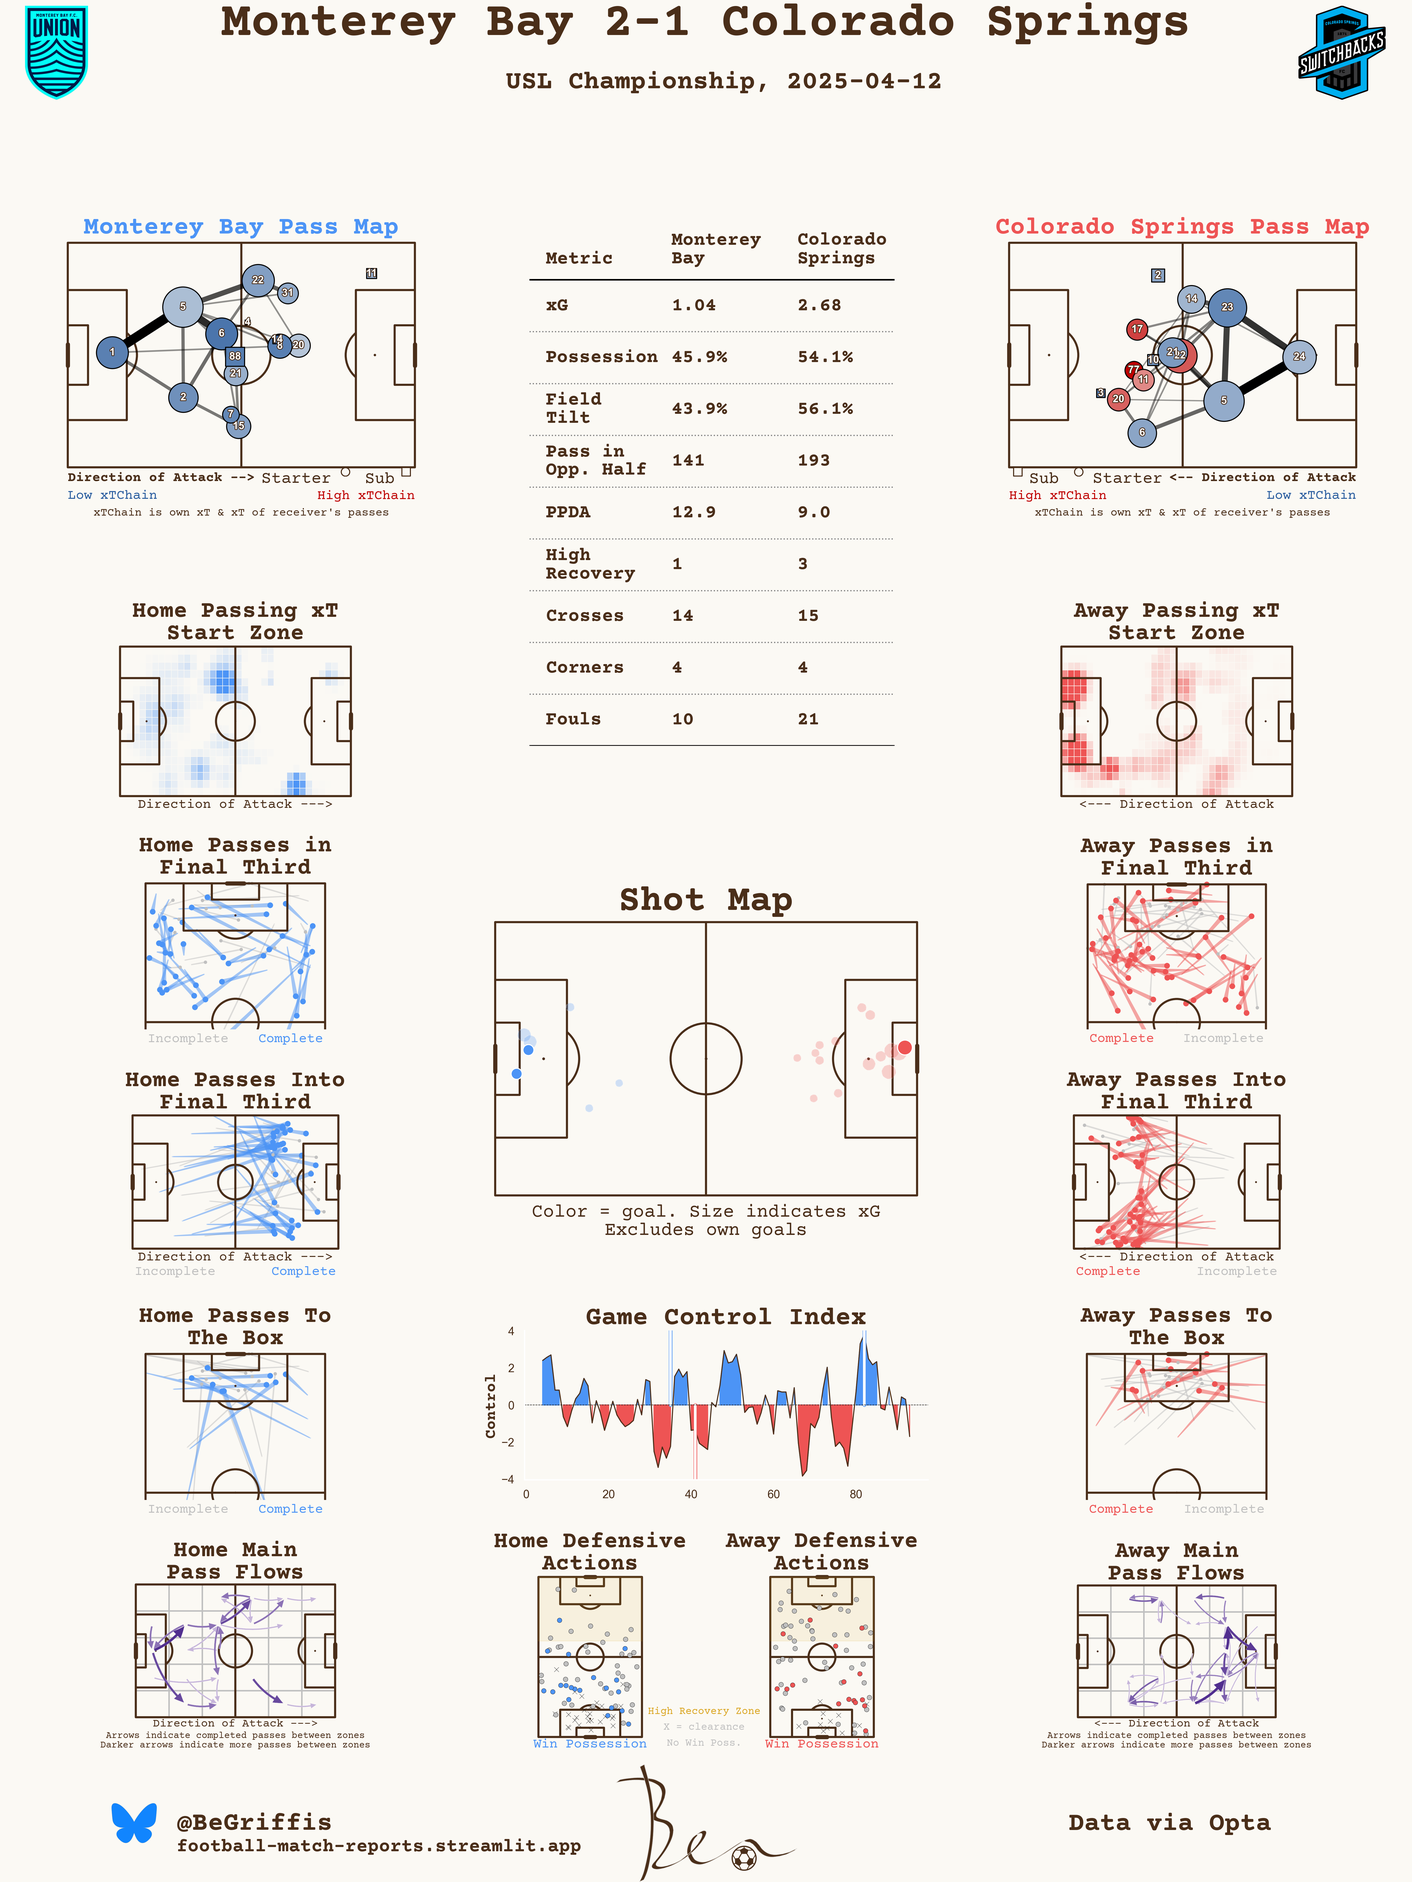 Monterey Bay 2-1 Colorado Springs
USL Championship, 2025-04-12
MONTEREY BAY F.C.
UNION
COLORADO SPRINGS
SWITCHBACKS
Monterey Bay Pass Map
1
5
2
6
22
31
4
14
8
20
88
21
7
15
11
Direction of Attack --> Starter Sub
Low xTChain High xTChain
xTChain is own xT & xT of receiver's passes
Metric Monterey Bay Colorado Springs
xG 1.04 2.68
Possession 45.9% 54.1%
Field Tilt 43.9% 56.1%
Pass in Opp. Half 141 193
PPDA 12.9 9.0
High Recovery 1 3
Crosses 14 15
Corners 4 4
Fouls 10 21
Colorado Springs Pass Map
2
14
23
17
21
22
10
24
77
11
3
20
5
6
Sub Starter <-- Direction of Attack
High xTChain Low xTChain
xTChain is own xT & xT of receiver's passes
Home Passing xT
Start Zone
Direction of Attack --->
Away Passing xT
Start Zone
<--- Direction of Attack
Home Passes in
Final Third
Incomplete Complete
Away Passes in
Final Third
Complete Incomplete
Shot Map
Color = goal. Size indicates xG
Excludes own goals
Home Passes Into
Final Third
Direction of Attack --->
Incomplete Complete
Away Passes Into
Final Third
<--- Direction of Attack
Complete Incomplete
Home Passes To
The Box
Incomplete Complete
Game Control Index
Control
4
2
0
−2
−4
0 20 40 60 80
Away Passes To
The Box
Complete Incomplete
Home Main
Pass Flows
Direction of Attack --->
Arrows indicate completed passes between zones
Darker arrows indicate more passes between zones
Home Defensive
Actions
Win Possession
High Recovery Zone
X = clearance
No Win Poss.
Away Defensive
Actions
Win Possession
Away Main
Pass Flows
<--- Direction of Attack
Arrows indicate completed passes between zones
Darker arrows indicate more passes between zones
@BeGriffis
football-match-reports.streamlit.app
Ben
Data via Opta